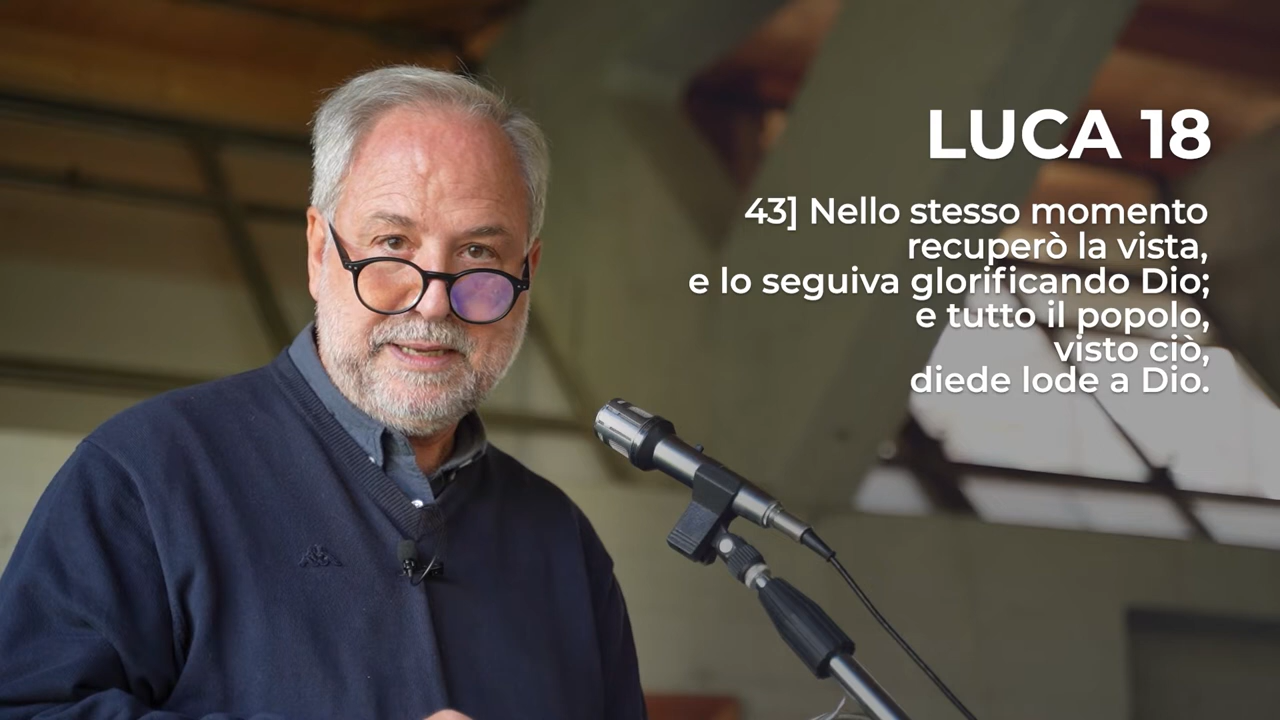 LUCA 18
43] Nello stesso momento
recuperò la vista,
e lo seguiva glorificando Dio;
e tutto il popolo,
visto ciò,
diede lode a Dio.